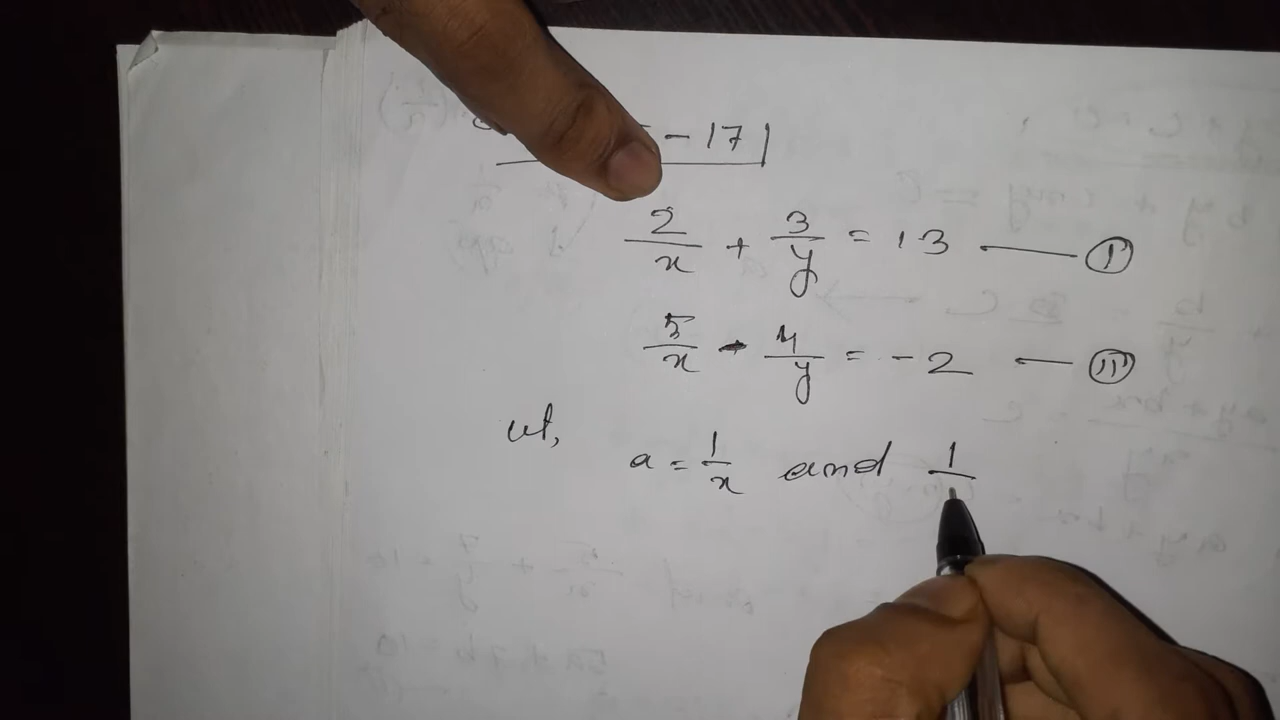 - 17)
2/x + 3/y = 13 —— (i)
5/x - 4/y = -2 —— (ii)
let,
a = 1/x and 1/